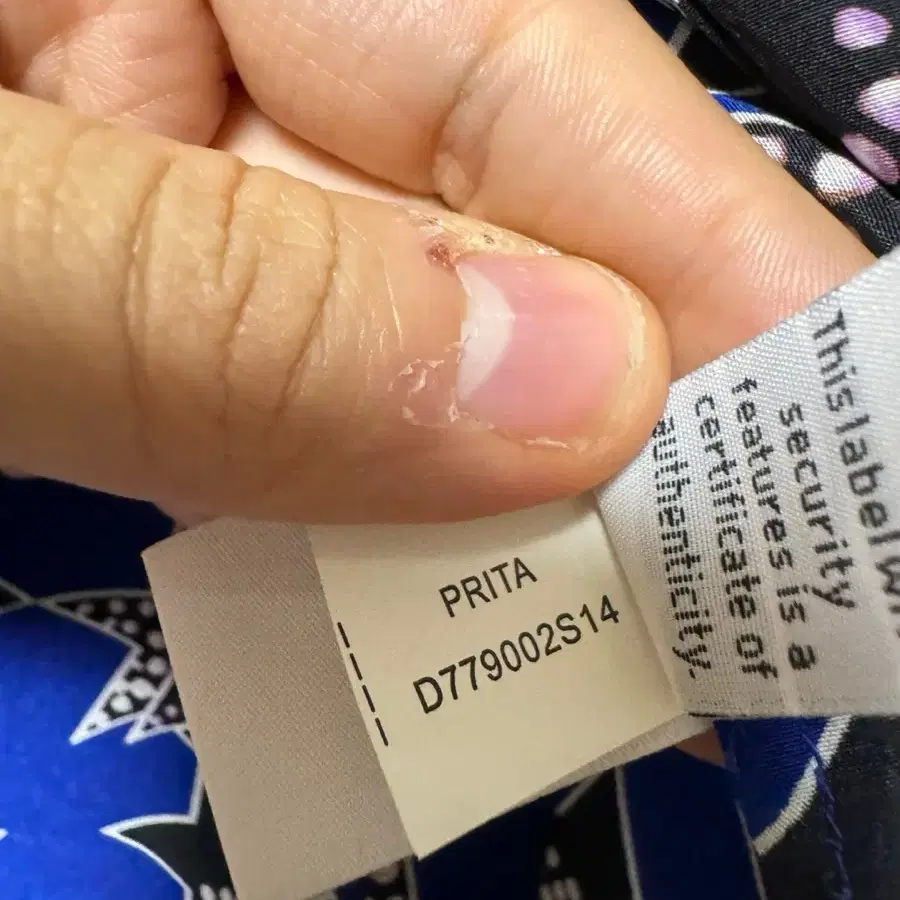 PRITA
D779002S14
This label w
security
features is a
certificate of
authenticity.